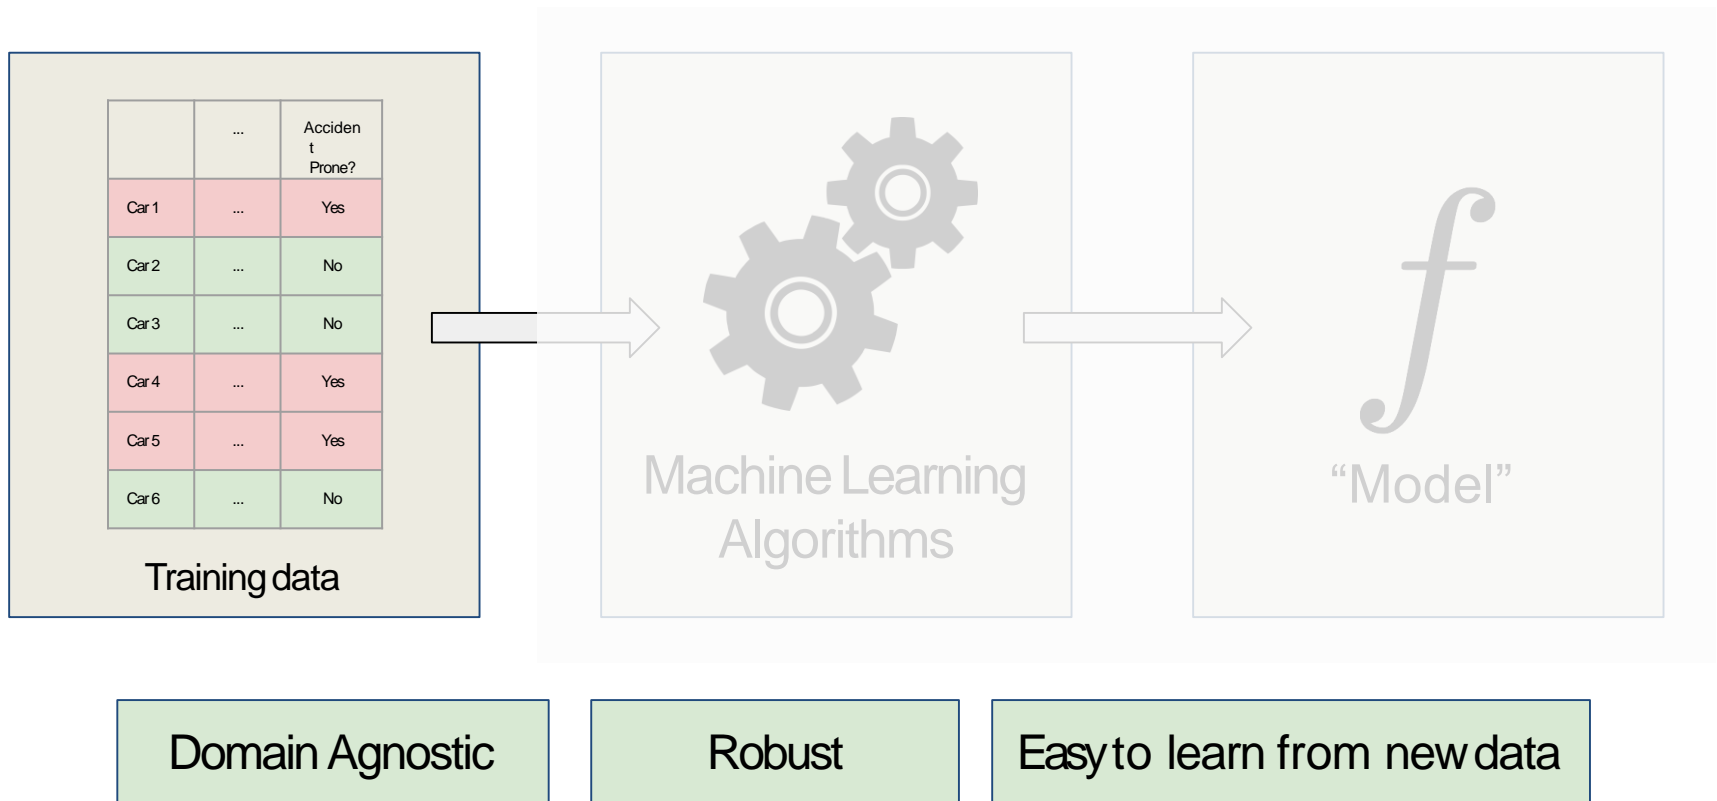 ... Acciden
t
Prone?
Car 1 ... Yes
Car 2 ... No
Car 3 ... No
Car 4 ... Yes
Car 5 ... Yes
Car 6 ... No
Training data
Machine Learning
Algorithms
f
“Model”
Domain Agnostic
Robust
Easy to learn from new data